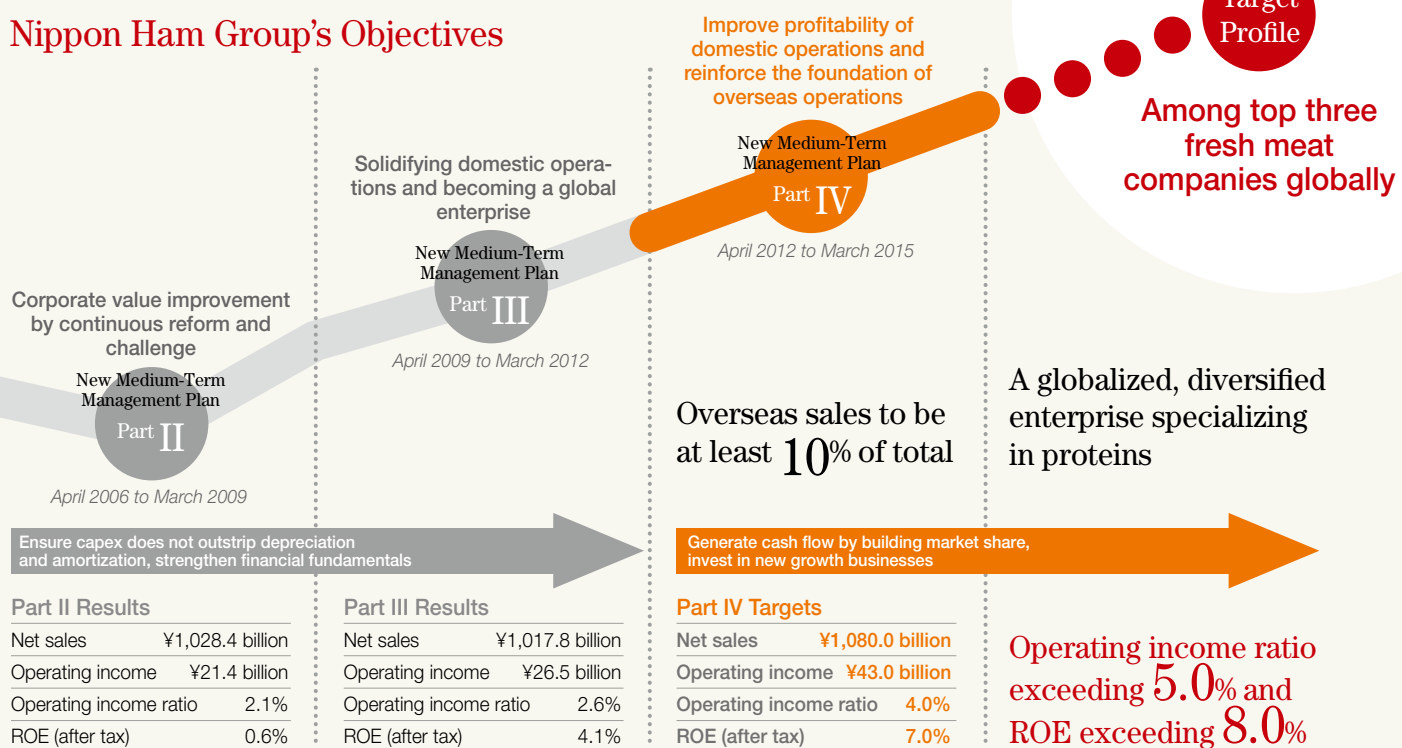 Nippon Ham Group's Objectives
Corporate value improvement
by continuous reform and
challenge
New Medium-Term
Management Plan
Part II
April 2006 to March 2009
Solidifying domestic opera-
tions and becoming a global
enterprise
New Medium-Term
Management Plan
Part III
April 2009 to March 2012
Improve profitability of
domestic operations and
reinforce the foundation of
overseas operations
New Medium-Term
Management Plan
Part IV
April 2012 to March 2015
Target
Profile
Among top three
fresh meat
companies globally
Overseas sales to be
at least 10% of total
A globalized, diversified
enterprise specializing
in proteins
Ensure capex does not outstrip depreciation
and amortization, strengthen financial fundamentals
Generate cash flow by building market share,
invest in new growth businesses
Part II Results
Net sales ¥1,028.4 billion
Operating income ¥21.4 billion
Operating income ratio 2.1%
ROE (after tax) 0.6%
Part III Results
Net sales ¥1,017.8 billion
Operating income ¥26.5 billion
Operating income ratio 2.6%
ROE (after tax) 4.1%
Part IV Targets
Net sales ¥1,080.0 billion
Operating income ¥43.0 billion
Operating income ratio 4.0%
ROE (after tax) 7.0%
Operating income ratio
exceeding 5.0% and
ROE exceeding 8.0%